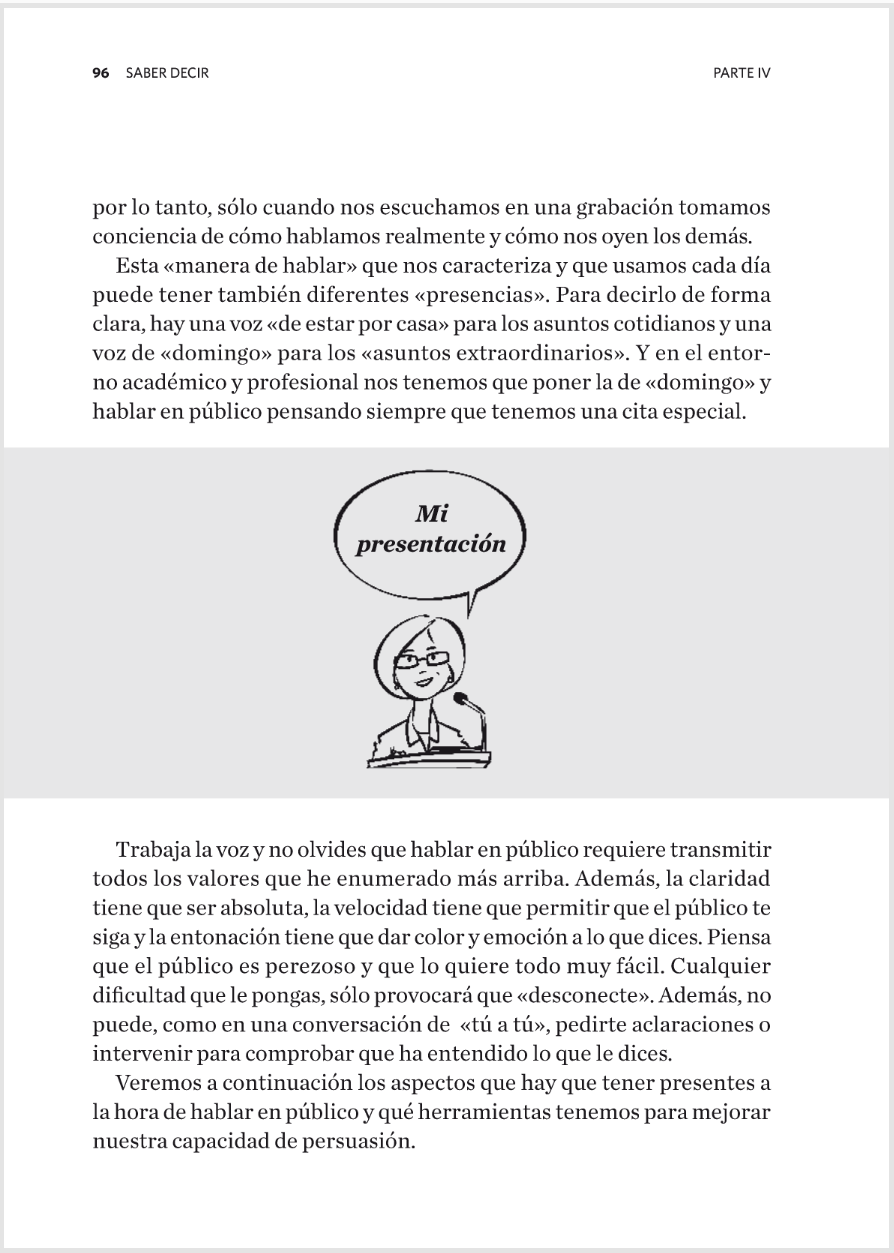 96 SABER DECIR PARTE IV
por lo tanto, sólo cuando nos escuchamos en una grabación tomamos
conciencia de cómo hablamos realmente y cómo nos oyen los demás.
Esta «manera de hablar» que nos caracteriza y que usamos cada día
puede tener también diferentes «presencias». Para decirlo de forma
clara, hay una voz «de estar por casa» para los asuntos cotidianos y una
voz de «domingo» para los «asuntos extraordinarios». Y en el entor-
no académico y profesional nos tenemos que poner la de «domingo» y
hablar en público pensando siempre que tenemos una cita especial.
Mi
presentación
Trabaja la voz y no olvides que hablar en público requiere transmitir
todos los valores que he enumerado más arriba. Además, la claridad
tiene que ser absoluta, la velocidad tiene que permitir que el público te
siga y la entonación tiene que dar color y emoción a lo que dices. Piensa
que el público es perezoso y que lo quiere todo muy fácil. Cualquier
dificultad que le pongas, sólo provocará que «desconecte». Además, no
puede, como en una conversación de «tú a tú», pedirte aclaraciones o
intervenir para comprobar que ha entendido lo que le dices.
Veremos a continuación los aspectos que hay que tener presentes a
la hora de hablar en público y qué herramientas tenemos para mejorar
nuestra capacidad de persuasión.